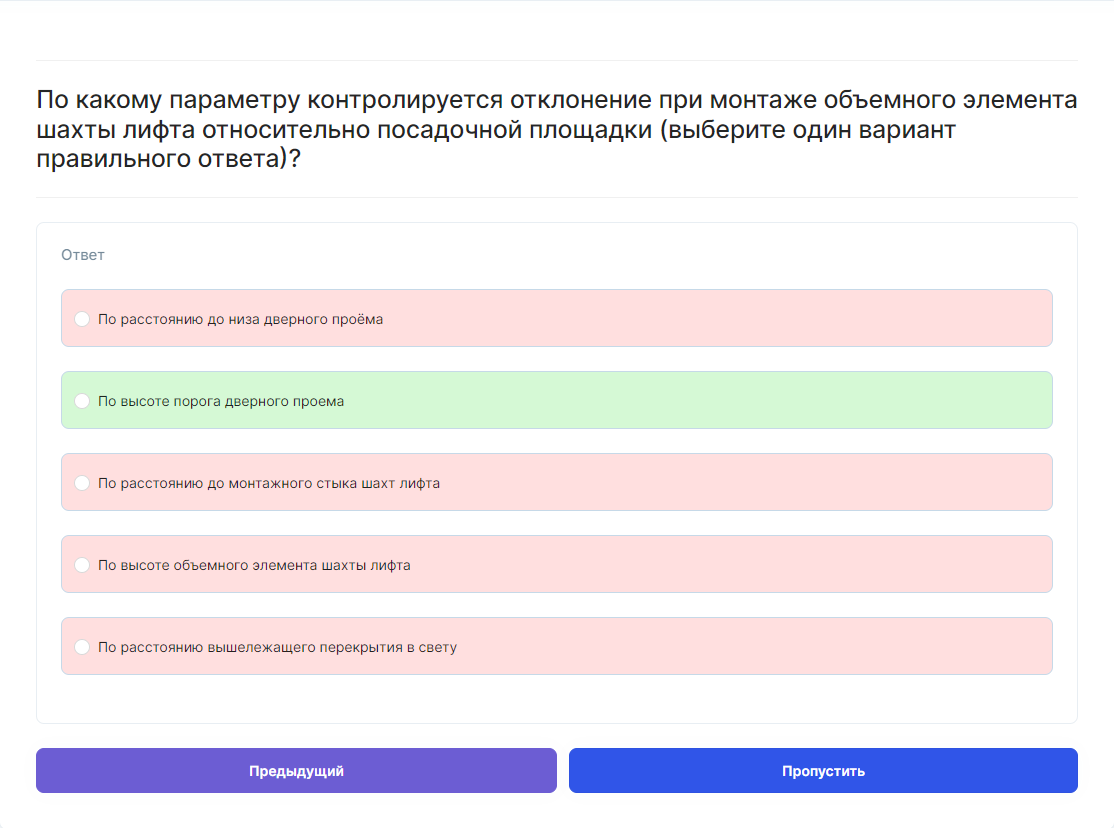 По какому параметру контролируется отклонение при монтаже объемного элемента
шахты лифта относительно посадочной площадки (выберите один вариант
правильного ответа)?
Ответ
По расстоянию до низа дверного проёма
По высоте порога дверного проема
По расстоянию до монтажного стыка шахт лифта
По высоте объемного элемента шахты лифта
По расстоянию вышележащего перекрытия в свету
Предыдущий
Пропустить